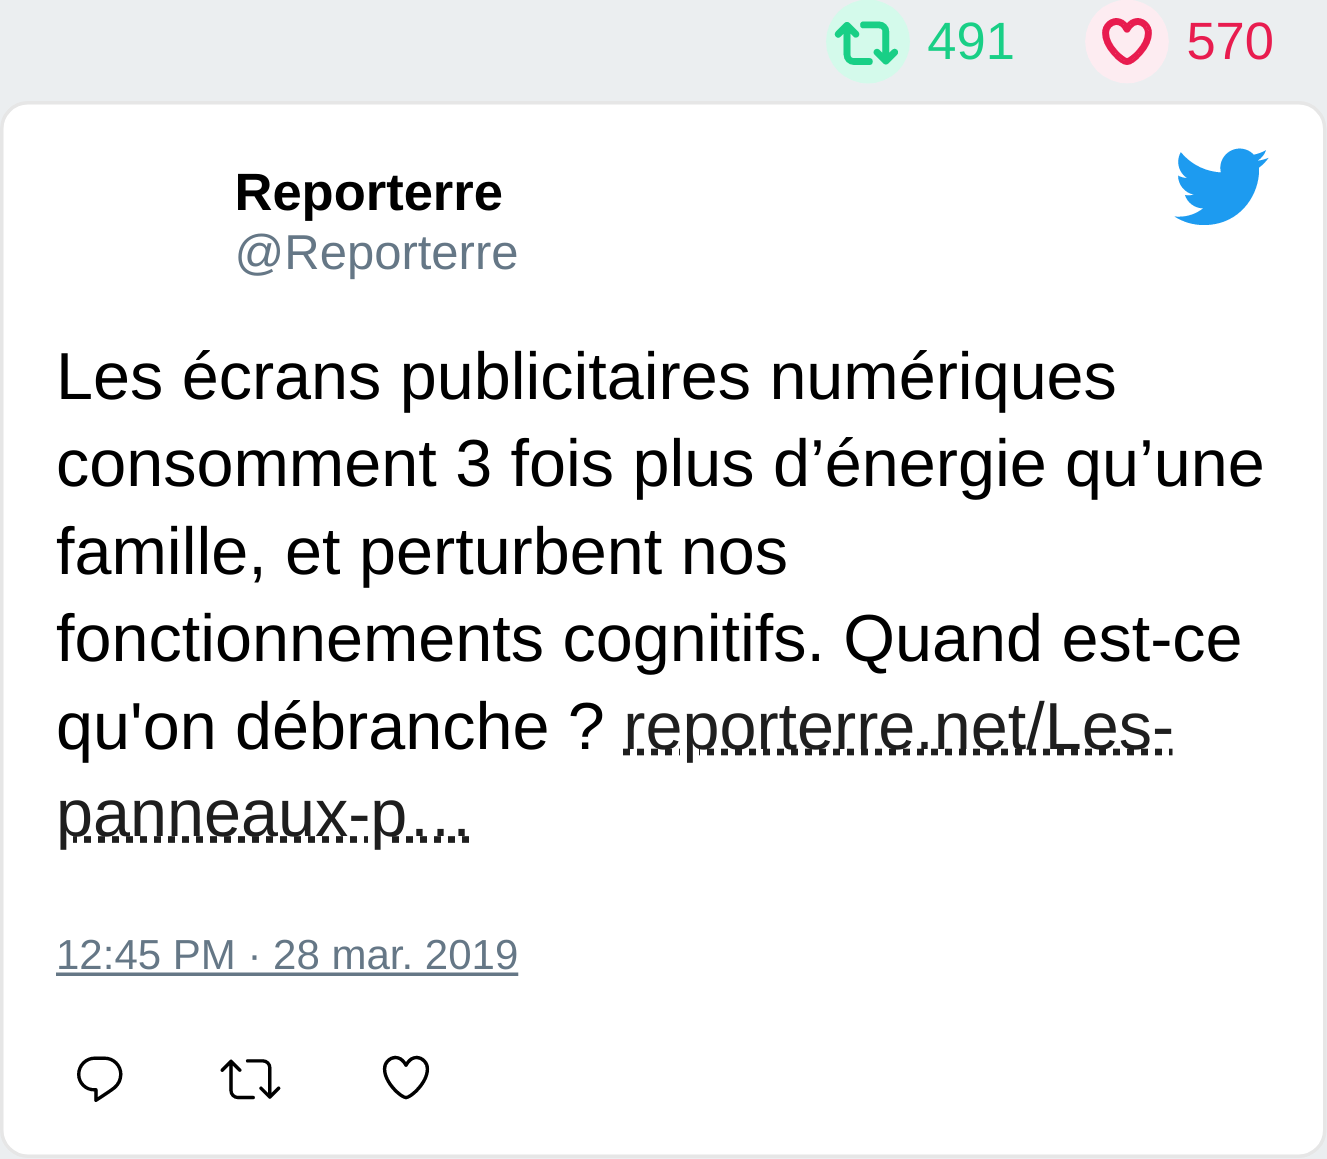 491 570
Reporterre
@Reporterre
Les écrans publicitaires numériques
consomment 3 fois plus d’énergie qu’une
famille, et perturbent nos
fonctionnements cognitifs. Quand est-ce
qu'on débranche ? reporterre.net/Les-
panneaux-p…
12:45 PM · 28 mar. 2019